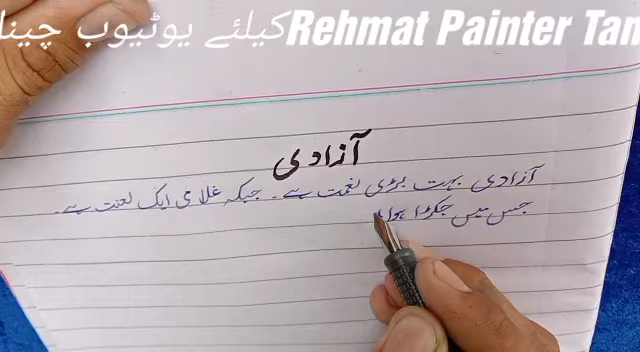 کیلئے یوٹیوب چینل Rehmat Painter Tan
آزادی
آزادی بہت بڑی نعمت ہے۔ جبکہ غلامی ایک لعنت ہے۔
جس میں جکڑا ہوا